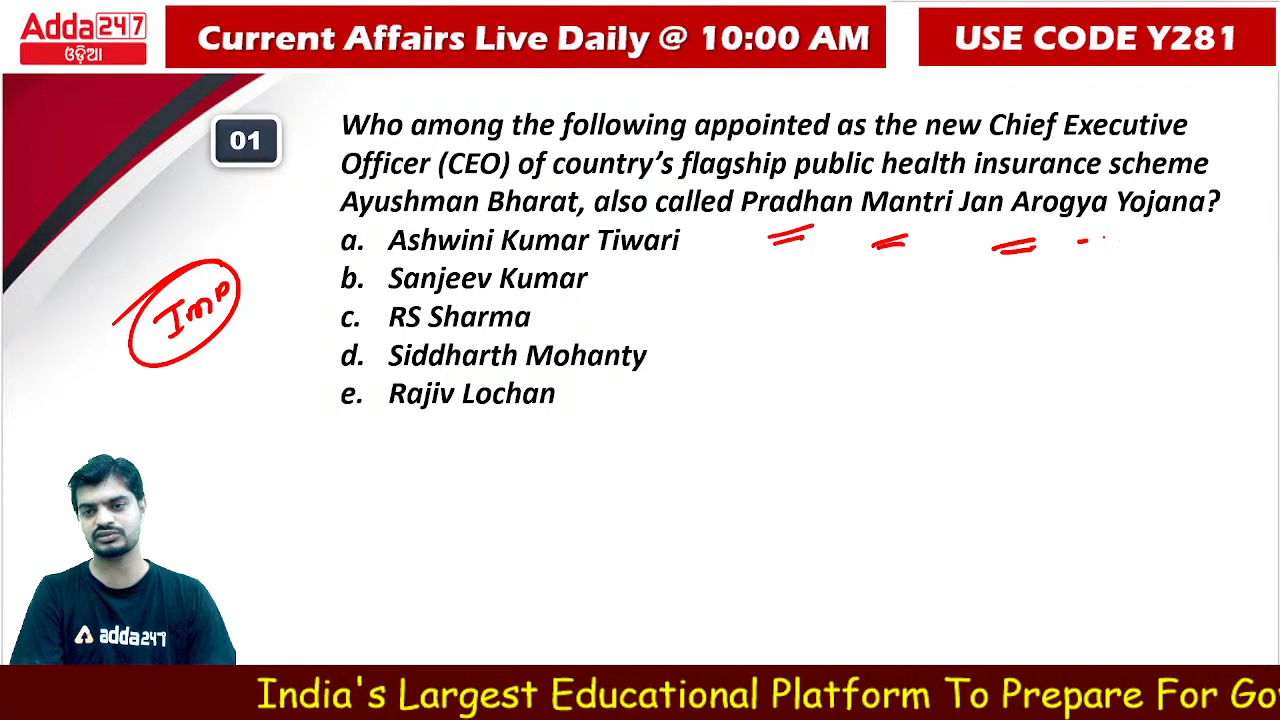 Adda247
ଓଡ଼ିଆ
Current Affairs Live Daily @ 10:00 AM
USE CODE Y281
01
Who among the following appointed as the new Chief Executive
Officer (CEO) of country’s flagship public health insurance scheme
Ayushman Bharat, also called Pradhan Mantri Jan Arogya Yojana?
a. Ashwini Kumar Tiwari
b. Sanjeev Kumar
c. RS Sharma
d. Siddharth Mohanty
e. Rajiv Lochan
Imp
adda247
India's Largest Educational Platform To Prepare For Go